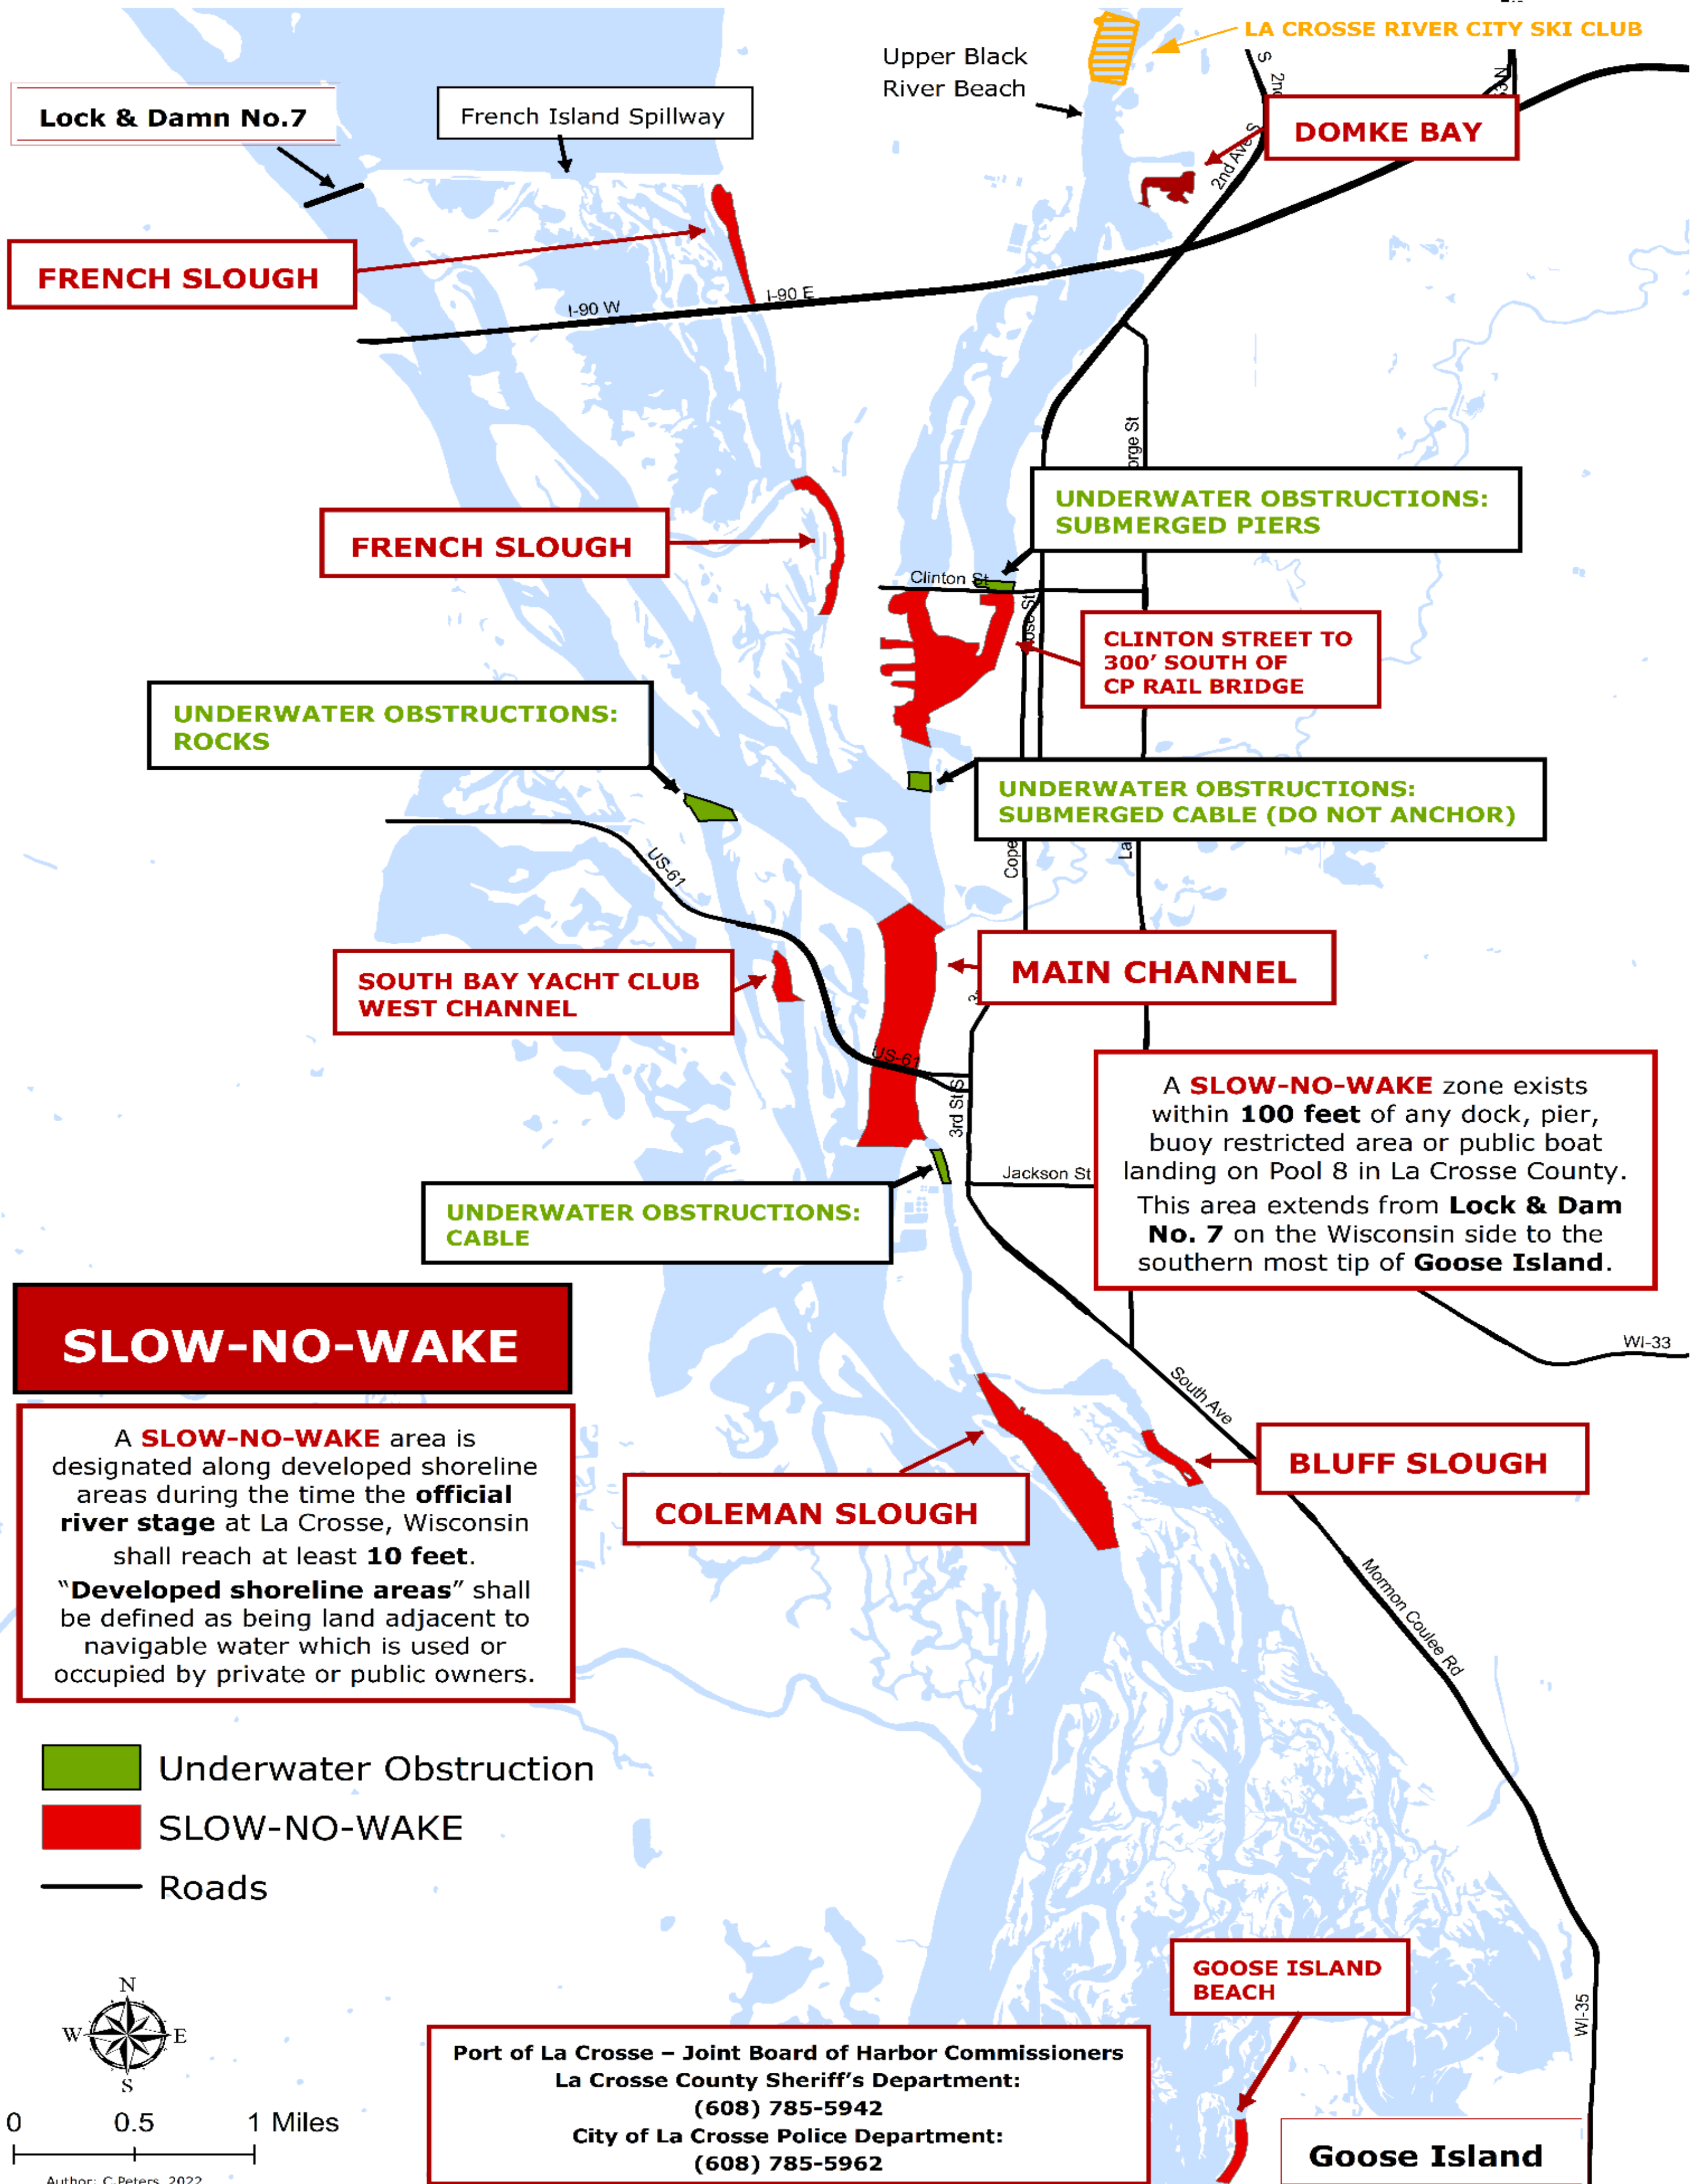 LA CROSSE RIVER CITY SKI CLUB
Upper Black
River Beach
S 2nd
Lock & Damn No.7
French Island Spillway
DOMKE BAY
2nd Ave S
FRENCH SLOUGH
I-90 W
I-90 E
orge St
UNDERWATER OBSTRUCTIONS:
SUBMERGED PIERS
FRENCH SLOUGH
Clinton St
CLINTON STREET TO
300' SOUTH OF
CP RAIL BRIDGE
UNDERWATER OBSTRUCTIONS:
ROCKS
UNDERWATER OBSTRUCTIONS:
SUBMERGED CABLE (DO NOT ANCHOR)
US-61
Cope
La
SOUTH BAY YACHT CLUB
WEST CHANNEL
MAIN CHANNEL
US-61
3rd St S
A SLOW-NO-WAKE zone exists
within 100 feet of any dock, pier,
buoy restricted area or public boat
landing on Pool 8 in La Crosse County.
This area extends from Lock & Dam
No. 7 on the Wisconsin side to the
southern most tip of Goose Island.
Jackson St
UNDERWATER OBSTRUCTIONS:
CABLE
SLOW-NO-WAKE
WI-33
South Ave
A SLOW-NO-WAKE area is
designated along developed shoreline
areas during the time the official
river stage at La Crosse, Wisconsin
shall reach at least 10 feet.
"Developed shoreline areas" shall
be defined as being land adjacent to
navigable water which is used or
occupied by private or public owners.
BLUFF SLOUGH
COLEMAN SLOUGH
Mormon Coulee Rd
Underwater Obstruction
SLOW-NO-WAKE
Roads
GOOSE ISLAND
BEACH
WI-35
N
W E
S
0 0.5 1 Miles
Author: C.Peters, 2022
Port of La Crosse – Joint Board of Harbor Commissioners
La Crosse County Sheriff's Department:
(608) 785-5942
City of La Crosse Police Department:
(608) 785-5962
Goose Island